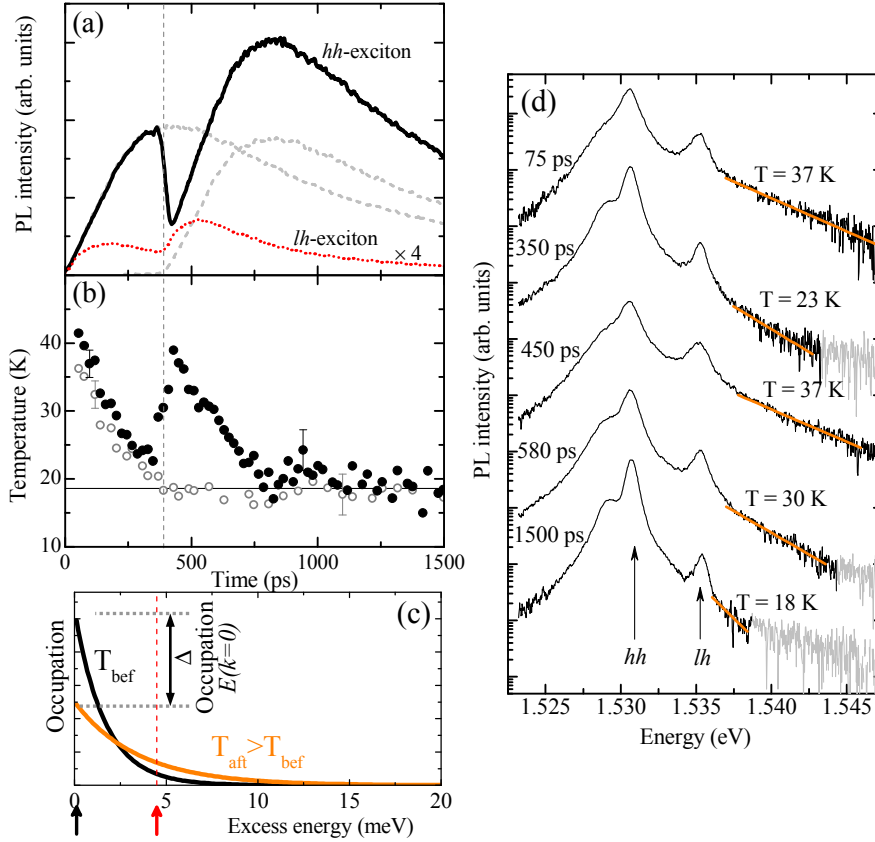 (a)
PL intensity (arb. units)
hh-exciton
lh-exciton
× 4
(b)
Temperature (K)
40
30
20
10
0
500
1000
1500
Time (ps)
(c)
Occupation
T_bef
Δ
Occupation
E(k=0)
T_aft>T_bef
0
5
10
15
20
Excess energy (meV)
(d)
PL intensity (arb. units)
75 ps
T = 37 K
350 ps
T = 23 K
450 ps
T = 37 K
580 ps
T = 30 K
1500 ps
T = 18 K
hh
lh
1.525
1.530
1.535
1.540
1.545
Energy (eV)